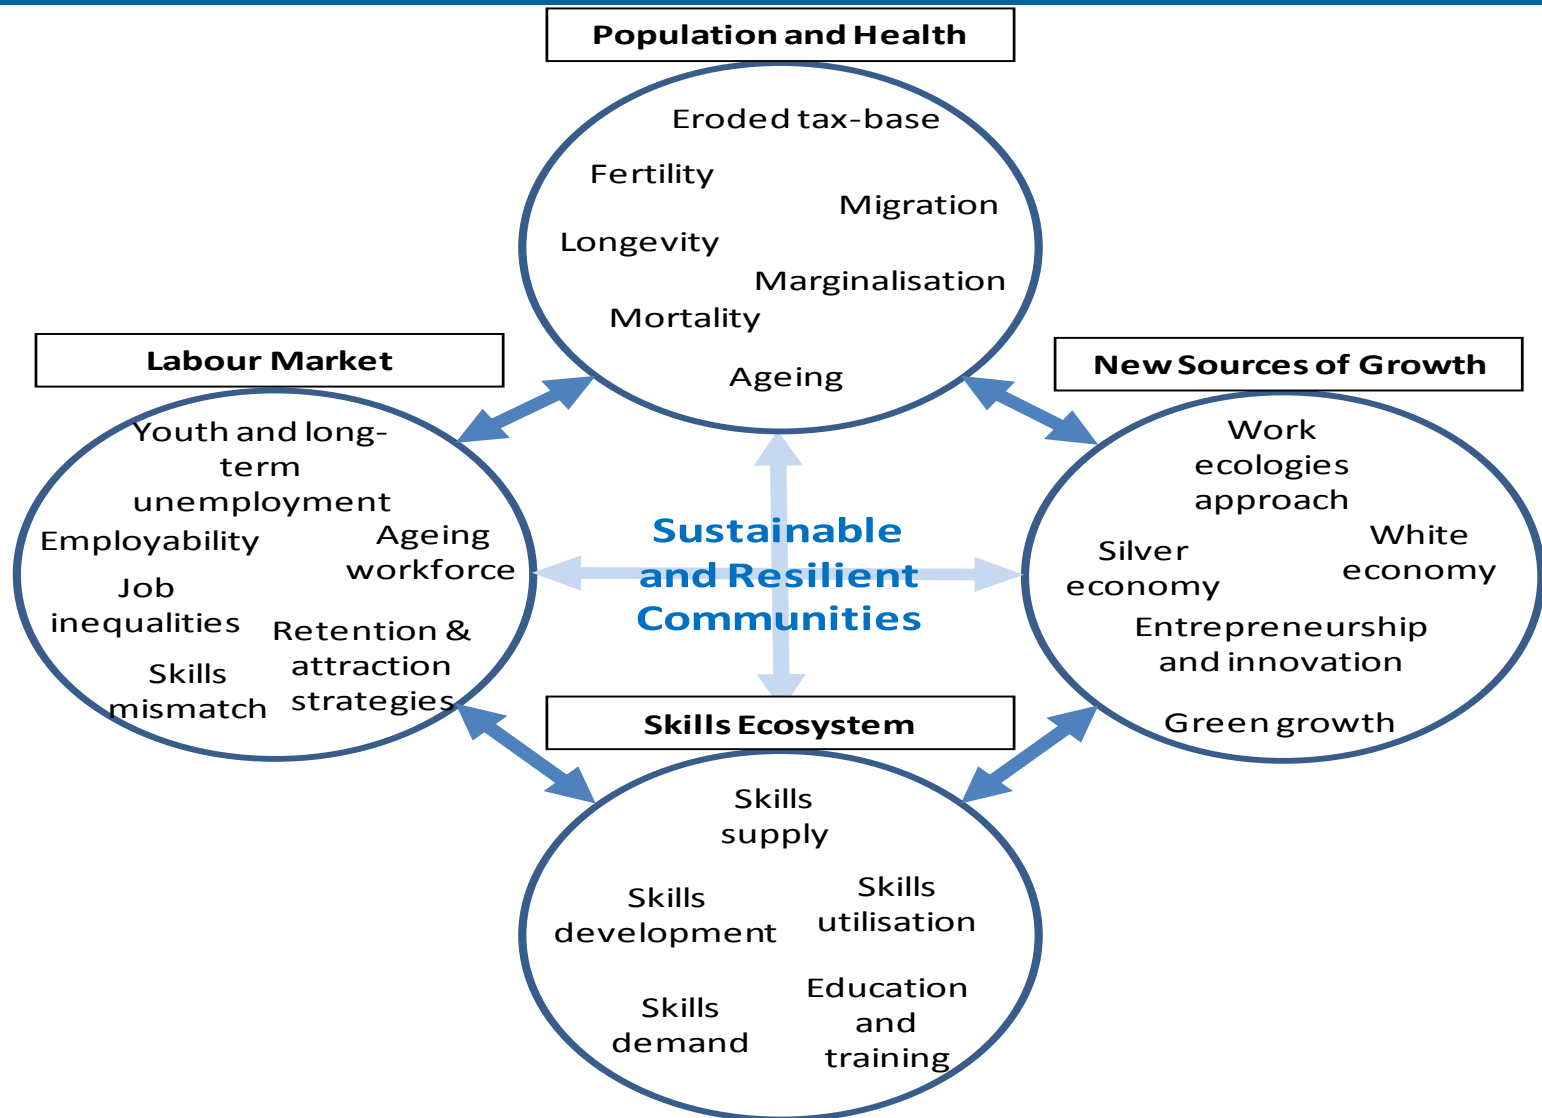 Population and Health
Eroded tax-base
Fertility
Migration
Longevity
Marginalisation
Mortality
Ageing
Labour Market
Youth and long-
term
unemployment
Employability
Ageing
workforce
Job
inequalities
Retention &
attraction
strategies
Skills
mismatch
Sustainable
and Resilient
Communities
New Sources of Growth
Work
ecologies
approach
Silver
economy
White
economy
Entrepreneurship
and innovation
Green growth
Skills Ecosystem
Skills
supply
Skills
development
Skills
utilisation
Skills
demand
Education
and
training